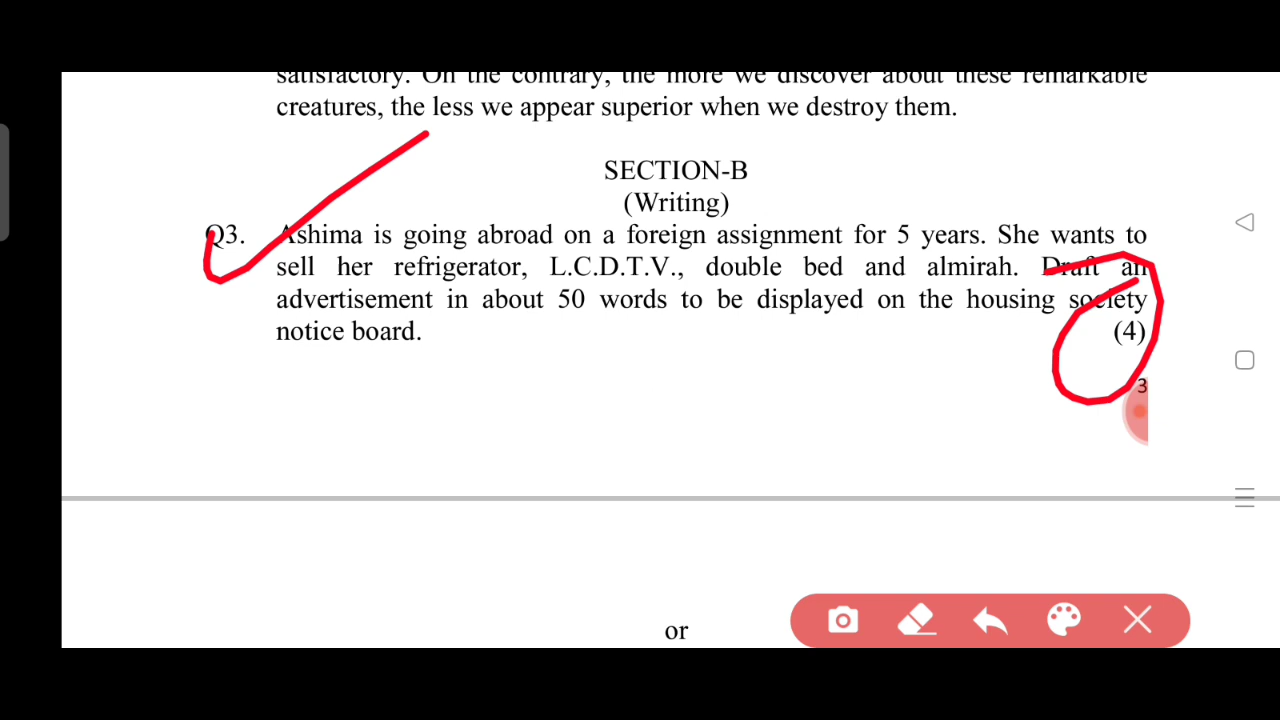 satisfactory. On the contrary, the more we discover about these remarkable
creatures, the less we appear superior when we destroy them.
SECTION-B
(Writing)
Q3. Ashima is going abroad on a foreign assignment for 5 years. She wants to
sell her refrigerator, L.C.D.T.V., double bed and almirah. Draft an
advertisement in about 50 words to be displayed on the housing society
notice board. (4)
3
or